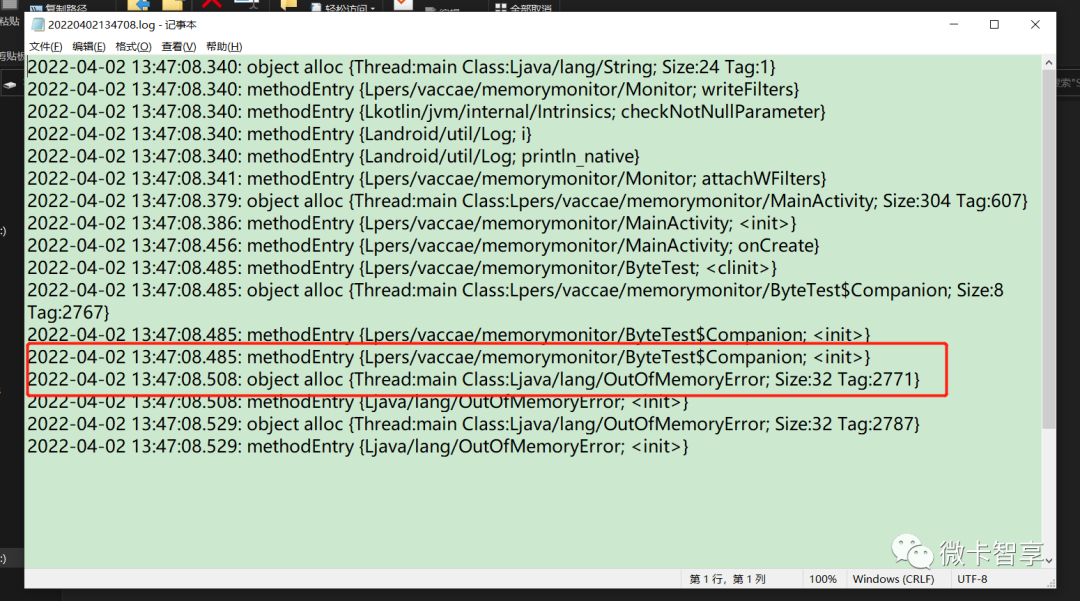 复制路径
轻松访问
全部取消
粘贴
20220402134708.log - 记事本
文件(F) 编辑(E) 格式(O) 查看(V) 帮助(H)
2022-04-02 13:47:08.340: object alloc {Thread:main Class:Ljava/lang/String; Size:24 Tag:1}
2022-04-02 13:47:08.340: methodEntry {Lpers/vaccae/memorymonitor/Monitor; writeFilters}
2022-04-02 13:47:08.340: methodEntry {Lkotlin/jvm/internal/Intrinsics; checkNotNullParameter}
2022-04-02 13:47:08.340: methodEntry {Landroid/util/Log; i}
2022-04-02 13:47:08.340: methodEntry {Landroid/util/Log; println_native}
2022-04-02 13:47:08.341: methodEntry {Lpers/vaccae/memorymonitor/Monitor; attachWFilters}
2022-04-02 13:47:08.379: object alloc {Thread:main Class:Lpers/vaccae/memorymonitor/MainActivity; Size:304 Tag:607}
2022-04-02 13:47:08.386: methodEntry {Lpers/vaccae/memorymonitor/MainActivity; <init>}
2022-04-02 13:47:08.456: methodEntry {Lpers/vaccae/memorymonitor/MainActivity; onCreate}
2022-04-02 13:47:08.485: methodEntry {Lpers/vaccae/memorymonitor/ByteTest; <clinit>}
2022-04-02 13:47:08.485: object alloc {Thread:main Class:Lpers/vaccae/memorymonitor/ByteTest$Companion; Size:8
Tag:2767}
2022-04-02 13:47:08.485: methodEntry {Lpers/vaccae/memorymonitor/ByteTest$Companion; <init>}
2022-04-02 13:47:08.485: methodEntry {Lpers/vaccae/memorymonitor/ByteTest$Companion; <init>}
2022-04-02 13:47:08.508: object alloc {Thread:main Class:Ljava/lang/OutOfMemoryError; Size:32 Tag:2771}
2022-04-02 13:47:08.508: methodEntry {Ljava/lang/OutOfMemoryError; <init>}
2022-04-02 13:47:08.529: object alloc {Thread:main Class:Ljava/lang/OutOfMemoryError; Size:32 Tag:2787}
2022-04-02 13:47:08.529: methodEntry {Ljava/lang/OutOfMemoryError; <init>}
微卡智享
第 1 行，第 1 列 100% Windows (CRLF) UTF-8